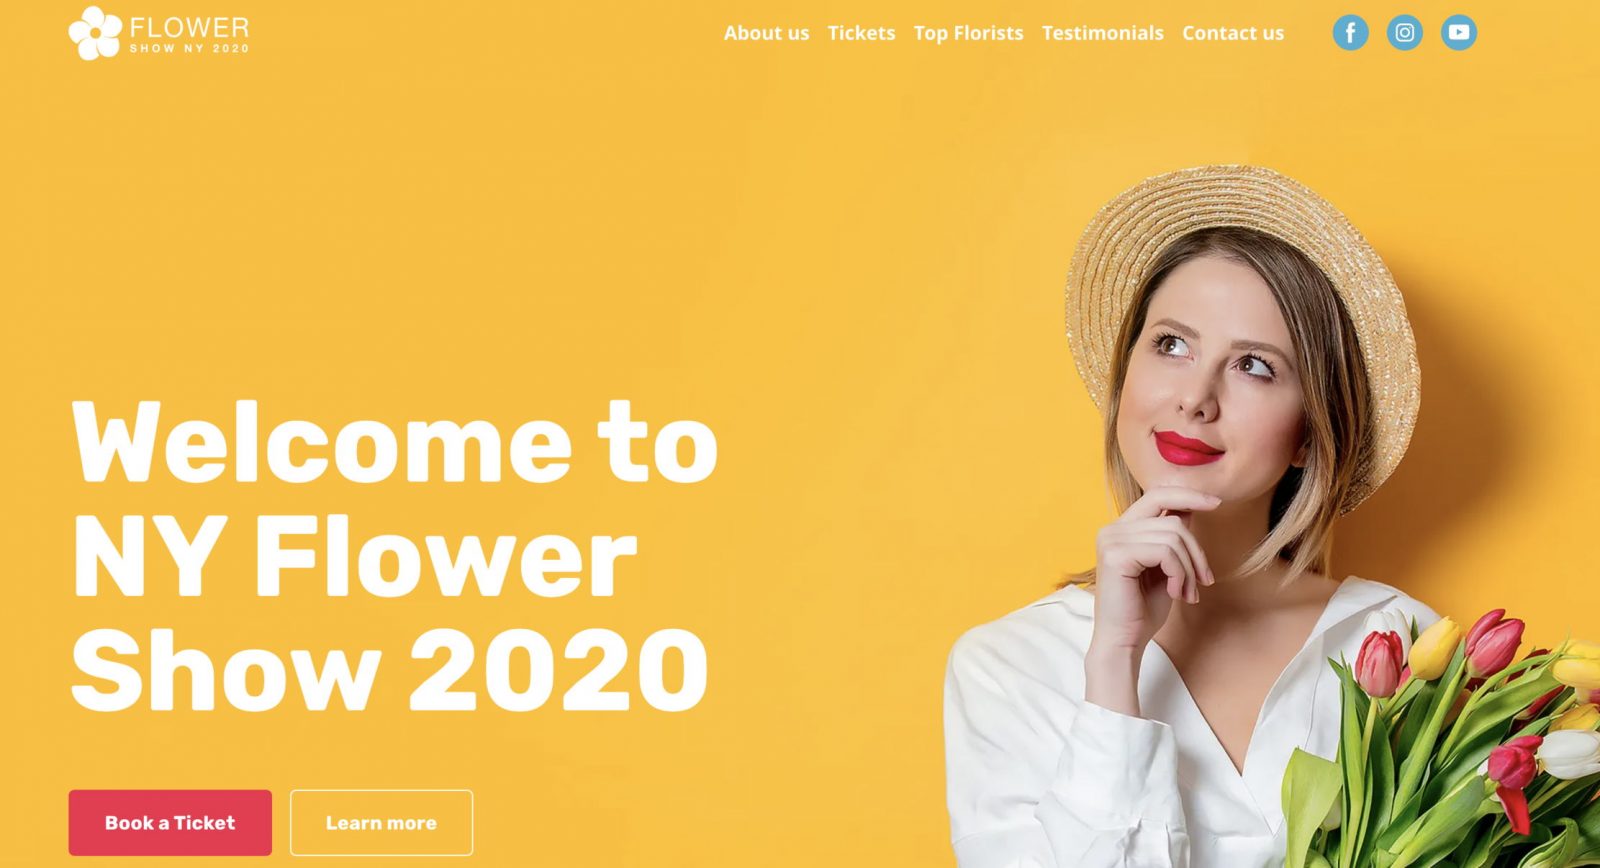 FLOWER
SHOW NY 2020
About us Tickets Top Florists Testimonials Contact us
Welcome to
NY Flower
Show 2020
Book a Ticket Learn more